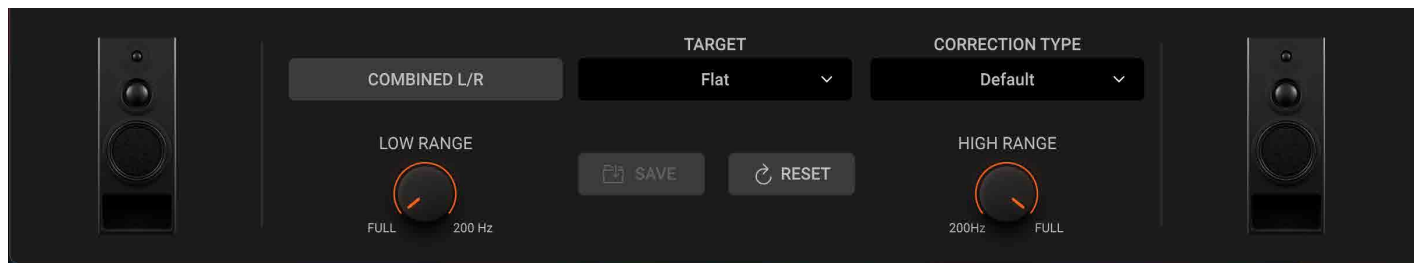 TARGET
CORRECTION TYPE
COMBINED L/R
Flat
Default
LOW RANGE
HIGH RANGE
SAVE
RESET
FULL
200 Hz
200Hz
FULL